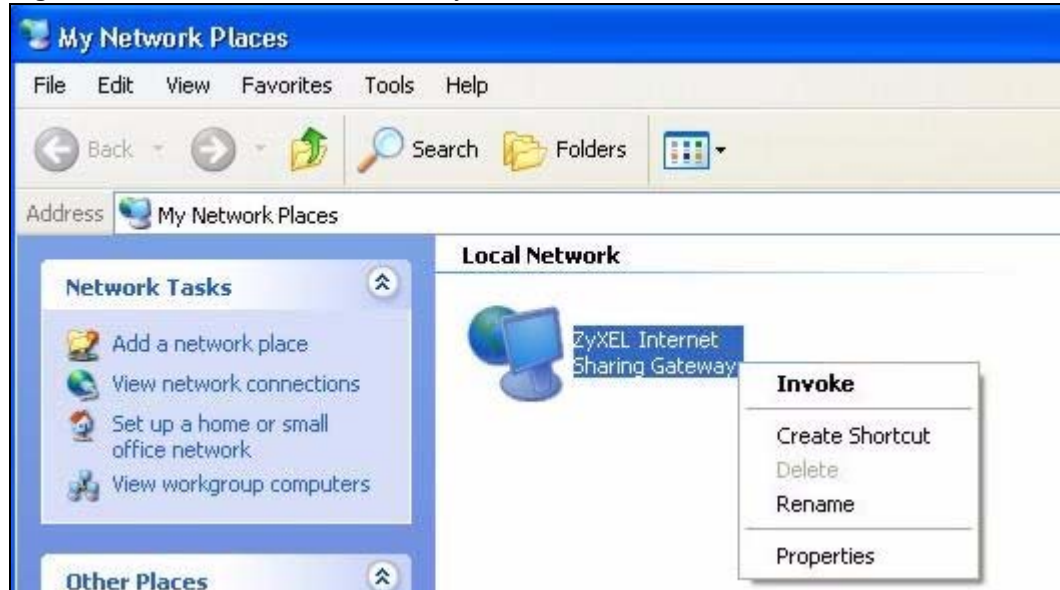 My Network Places
File Edit View Favorites Tools Help
Back Search Folders
Address My Network Places
Network Tasks
Add a network place
View network connections
Set up a home or small
office network
View workgroup computers
Other Places
Local Network
ZyXEL Internet
Sharing Gateway
Invoke
Create Shortcut
Delete
Rename
Properties